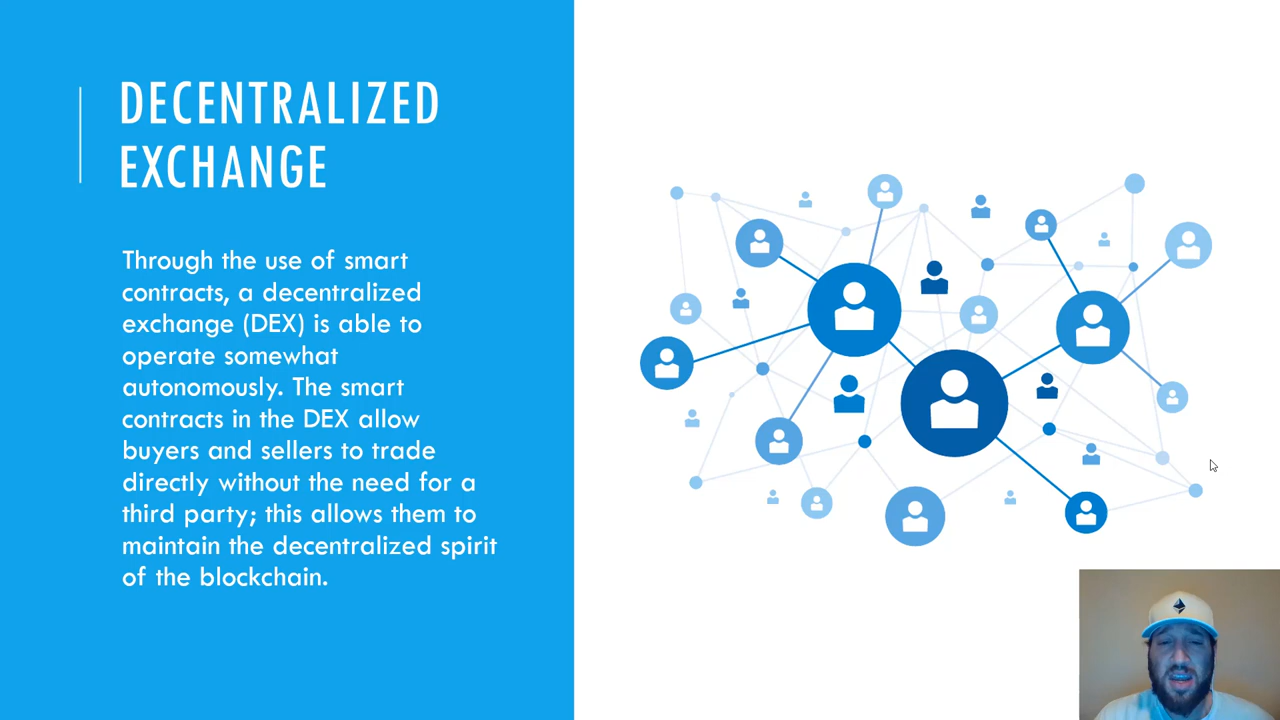 DECENTRALIZED
EXCHANGE
Through the use of smart
contracts, a decentralized
exchange (DEX) is able to
operate somewhat
autonomously. The smart
contracts in the DEX allow
buyers and sellers to trade
directly without the need for a
third party; this allows them to
maintain the decentralized spirit
of the blockchain.